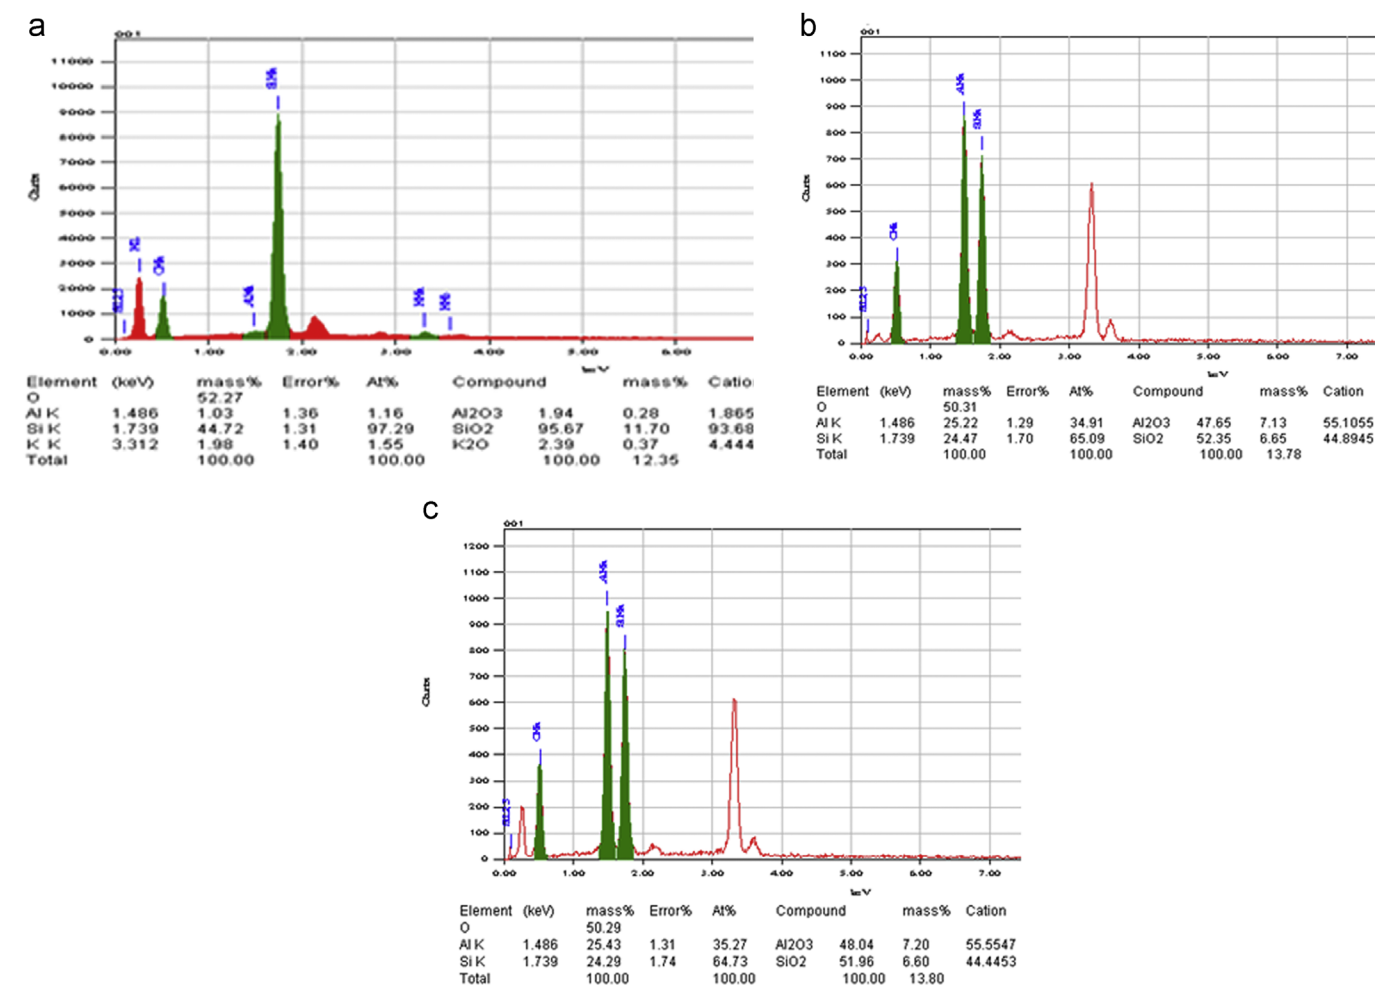 a
001
11000
10000
9000
8000
7000
6000
5000
4000
3000
2000
1000
0
Counts
0.00 1.00 2.00 3.00 4.00 5.00 6.00
keV
Element (keV) mass% Error% At% Compound mass% Catio
O 52.27
Al K 1.486 1.03 1.36 1.16 Al2O3 1.94 0.28 1.865
Si K 1.739 44.72 1.31 97.29 SiO2 95.67 11.70 93.68
K K 3.312 1.98 1.40 1.55 K2O 2.39 0.37 4.444
Total 100.00 100.00 100.00 12.35
b
001
1100
1000
900
800
700
600
500
400
300
200
100
0
Counts
0.00 1.00 2.00 3.00 4.00 5.00 6.00 7.00
keV
Element (keV) mass% Error% At% Compound mass% Cation
O 50.31
Al K 1.486 25.22 1.29 34.91 Al2O3 47.65 7.13 55.1055
Si K 1.739 24.47 1.70 65.09 SiO2 52.35 6.65 44.8945
Total 100.00 100.00 100.00 13.78
c
001
1200
1100
1000
900
800
700
600
500
400
300
200
100
0
Counts
0.00 1.00 2.00 3.00 4.00 5.00 6.00 7.00
keV
Element (keV) mass% Error% At% Compound mass% Cation
O 50.29
Al K 1.486 25.43 1.31 35.27 Al2O3 48.04 7.20 55.5547
Si K 1.739 24.29 1.74 64.73 SiO2 51.96 6.60 44.4453
Total 100.00 100.00 100.00 13.80